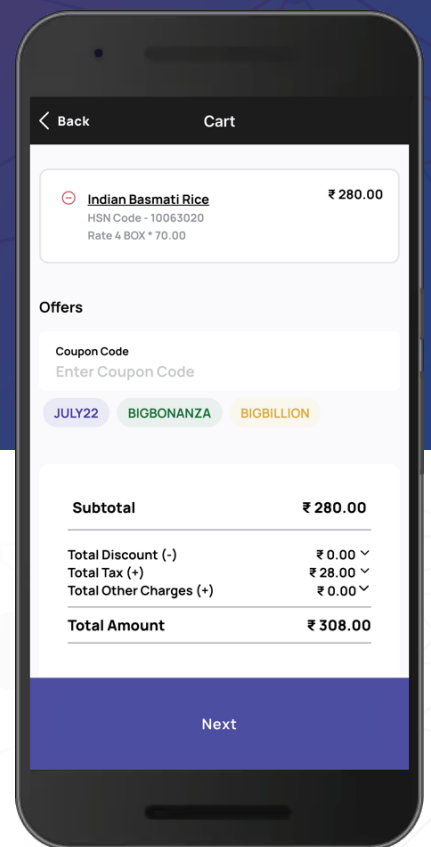 Back
Cart
Indian Basmati Rice ₹ 280.00
HSN Code - 10063020
Rate 4 BOX * 70.00
Offers
Coupon Code
Enter Coupon Code
JULY22 BIGBONANZA BIGBILLION
Subtotal ₹ 280.00
Total Discount (-) ₹ 0.00
Total Tax (+) ₹ 28.00
Total Other Charges (+) ₹ 0.00
Total Amount ₹ 308.00
Next